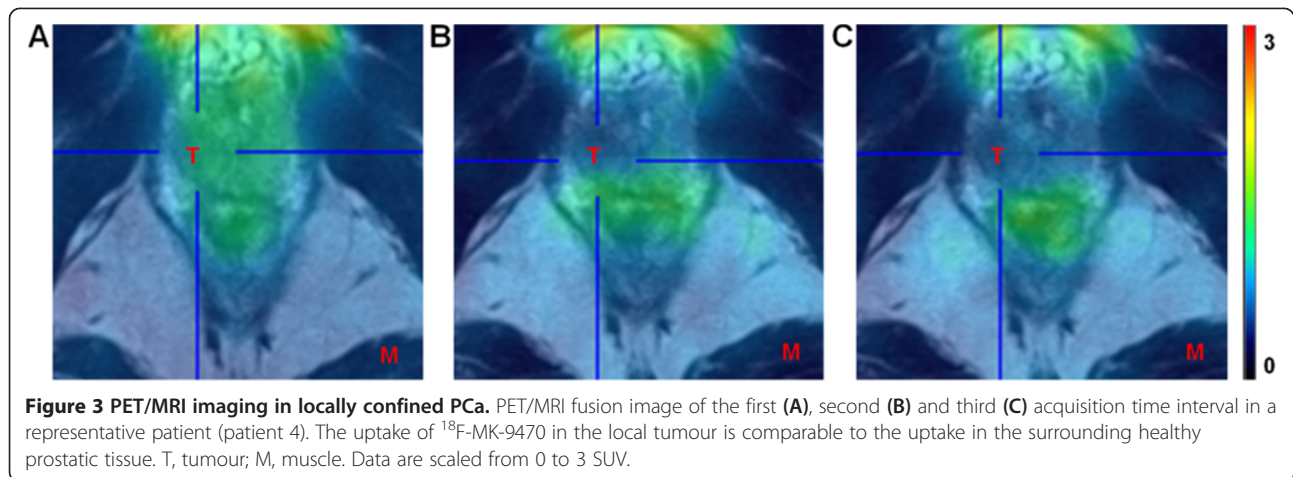 A B C 3
T T T
M M M 0
Figure 3 PET/MRI imaging in locally confined PCa. PET/MRI fusion image of the first (A), second (B) and third (C) acquisition time interval in a
representative patient (patient 4). The uptake of ¹⁸F-MK-9470 in the local tumour is comparable to the uptake in the surrounding healthy
prostatic tissue. T, tumour; M, muscle. Data are scaled from 0 to 3 SUV.